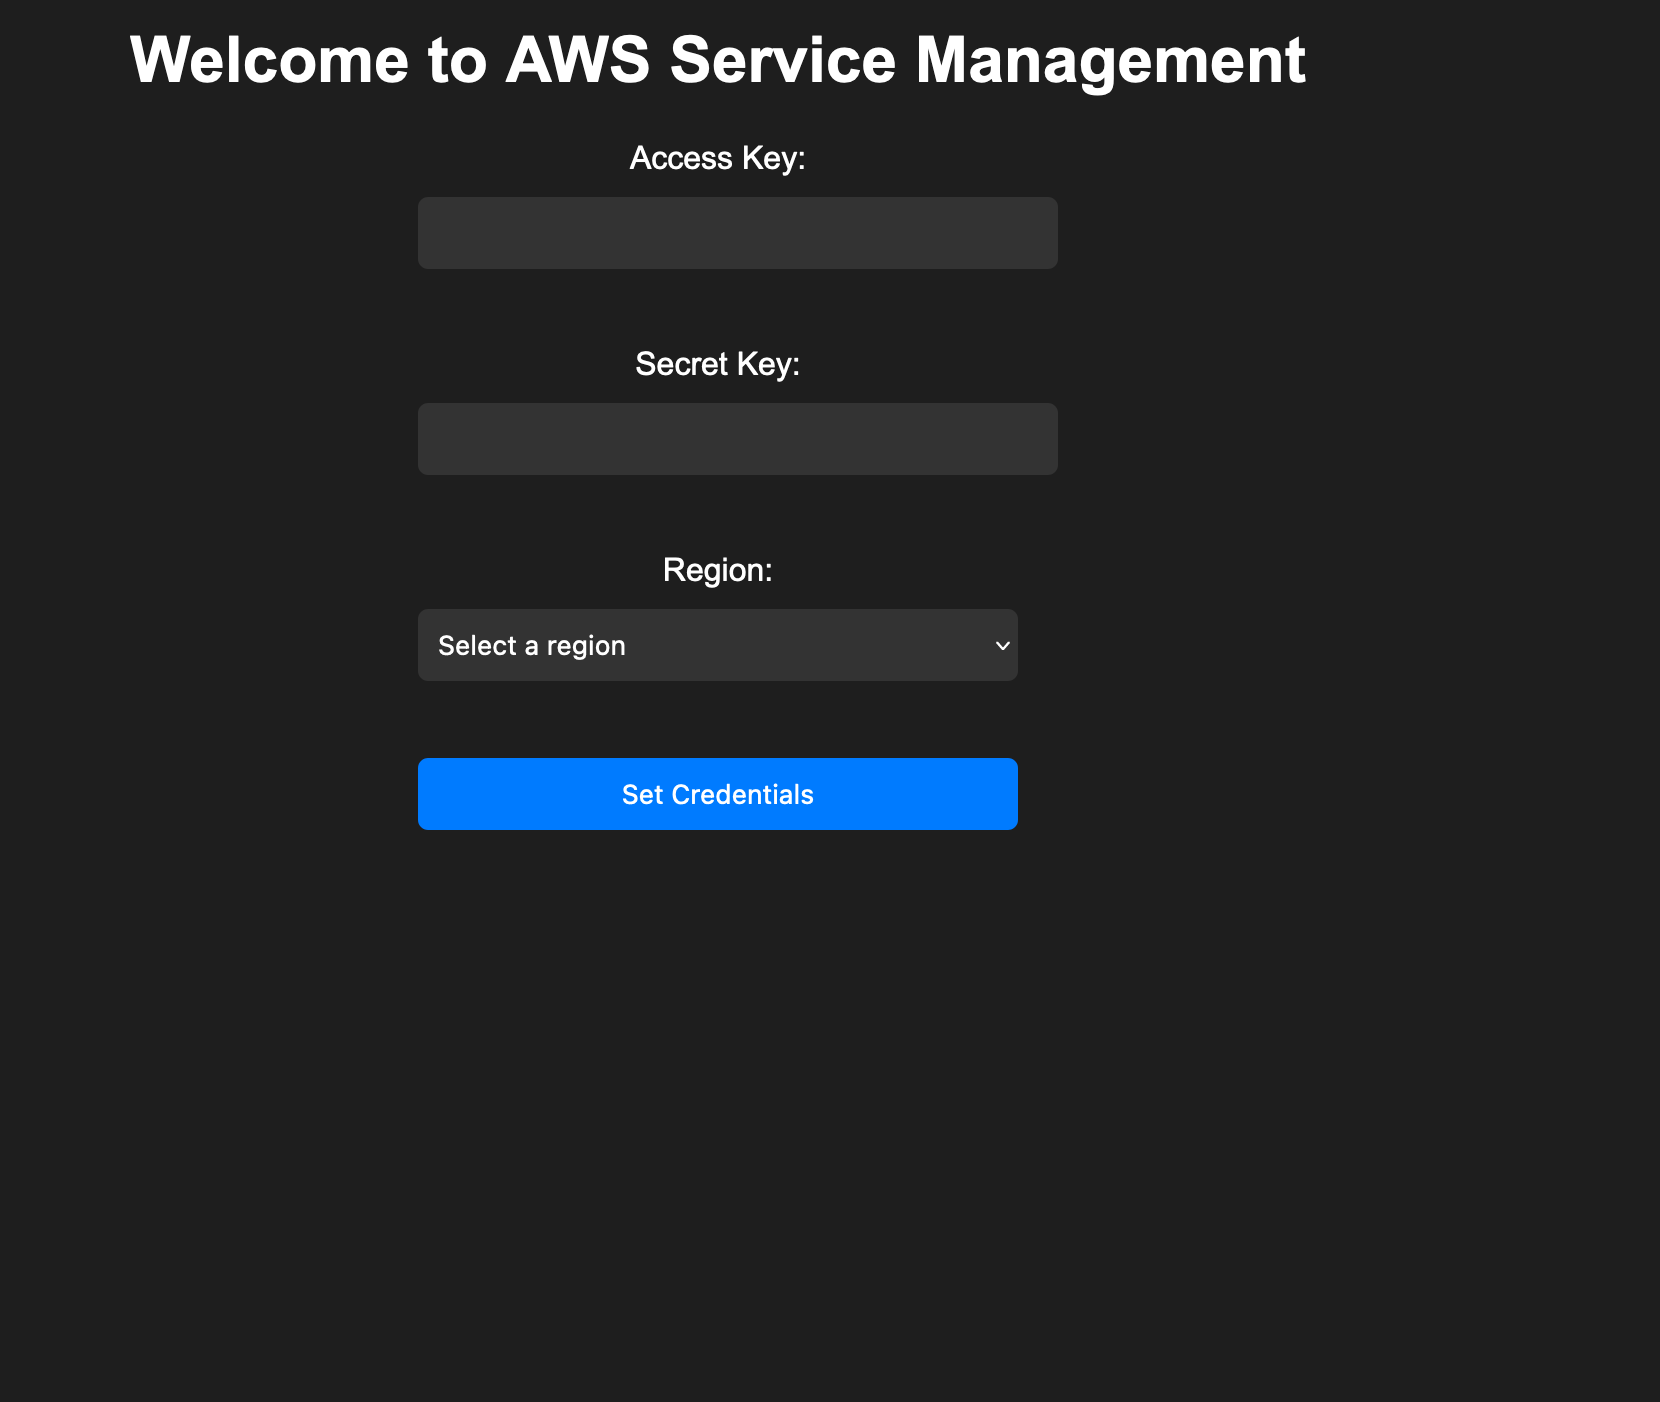 Welcome to AWS Service Management
Access Key:
Secret Key:
Region:
Select a region
Set Credentials